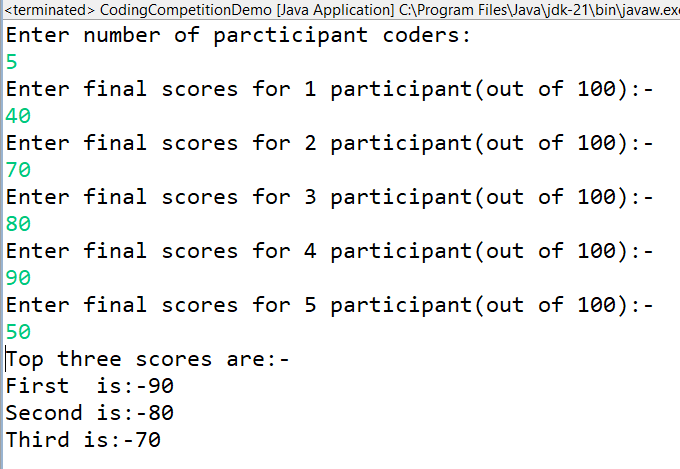 <terminated> CodingCompetitionDemo [Java Application] C:\Program Files\Java\jdk-21\bin\javaw.exe
Enter number of parcticipant coders:
5
Enter final scores for 1 participant(out of 100):-
40
Enter final scores for 2 participant(out of 100):-
70
Enter final scores for 3 participant(out of 100):-
80
Enter final scores for 4 participant(out of 100):-
90
Enter final scores for 5 participant(out of 100):-
50
Top three scores are:-
First  is:-90
Second is:-80
Third is:-70